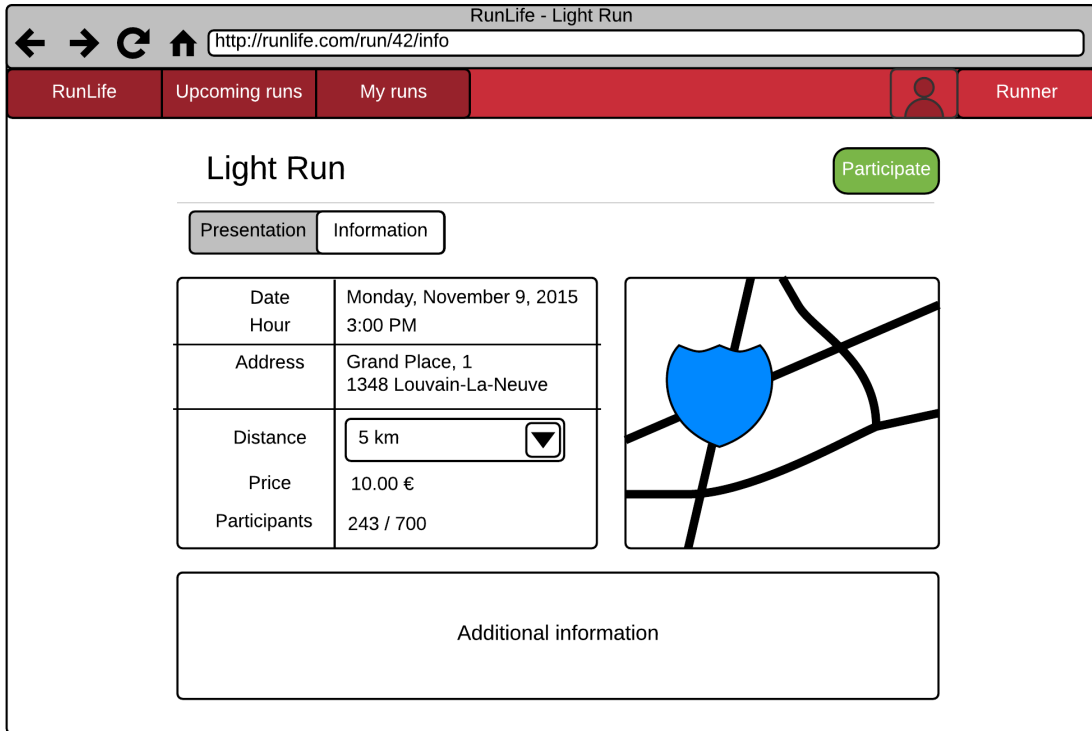 RunLife - Light Run
http://runlife.com/run/42/info
RunLife Upcoming runs My runs Runner
Light Run Participate
Presentation Information
Date Monday, November 9, 2015
Hour 3:00 PM
Address Grand Place, 1
1348 Louvain-La-Neuve
Distance 5 km
Price 10.00 €
Participants 243 / 700
Additional information